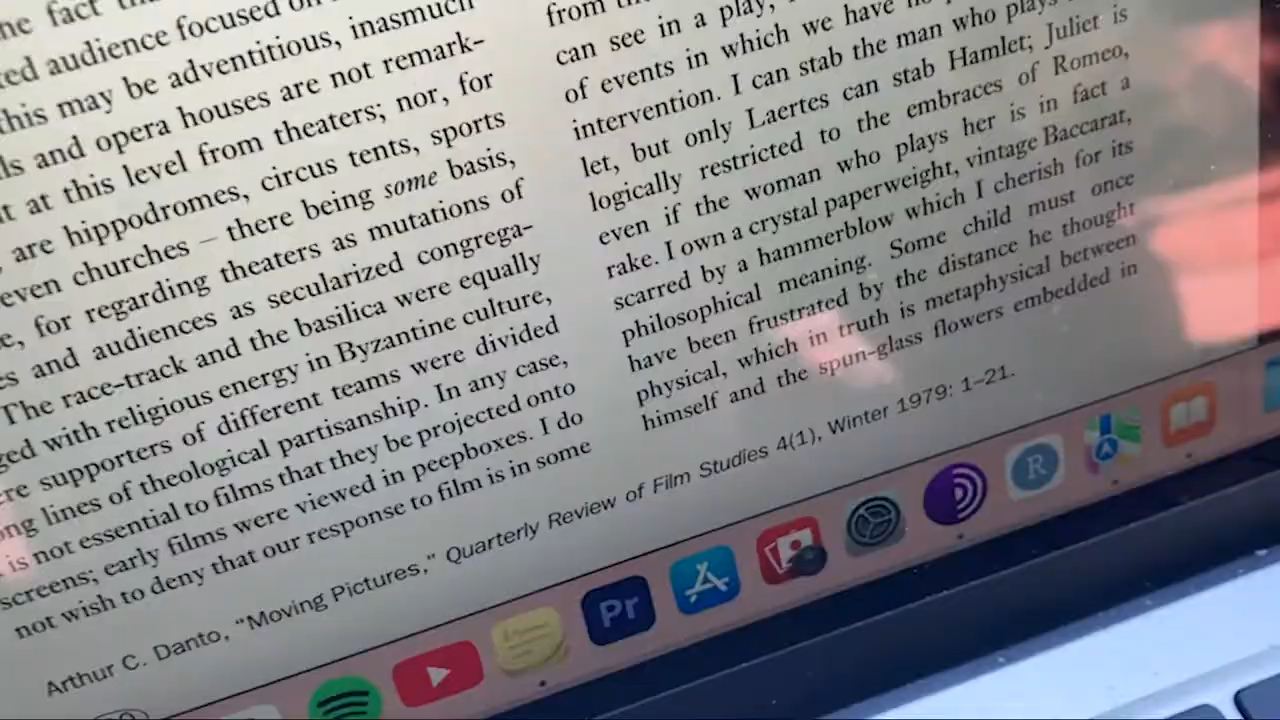 he fact tha
ted audience focused on
this may be adventitious, inasmuch
ls and opera houses are not remark-
at this level from theaters; nor, for
are hippodromes, circus tents, sports
even churches – there being some basis,
for regarding theaters as mutations of
and audiences as secularized congrega-
The race-track and the basilica were equally
ged with religious energy in Byzantine culture,
re supporters of different teams were divided
ong lines of theological partisanship. In any case,
is not essential to films that they be projected onto
screens; early films were viewed in peepboxes. I do
not wish to deny that our response to film is in some
from
can see in a play,
of events in which we have no
intervention. I can stab the man who plays
let, but only Laertes can stab Hamlet; Juliet is
logically restricted to the embraces of Romeo,
even if the woman who plays her is in fact a
rake. I own a crystal paperweight, vintage Baccarat,
scarred by a hammerblow which I cherish for its
philosophical meaning. Some child must once
have been frustrated by the distance he thought
physical, which in truth is metaphysical between
himself and the spun-glass flowers embedded in
Arthur C. Danto, “Moving Pictures,” Quarterly Review of Film Studies 4(1), Winter 1979: 1–21.
Pr
R